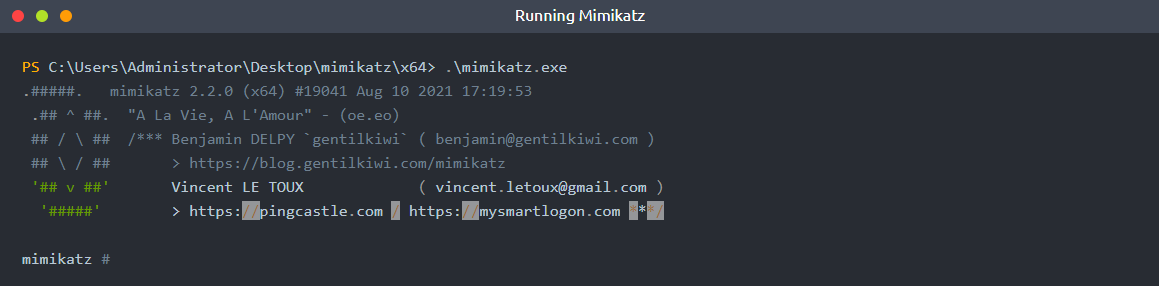 Running Mimikatz
PS C:\Users\Administrator\Desktop\mimikatz\x64> .\mimikatz.exe
.#####.   mimikatz 2.2.0 (x64) #19041 Aug 10 2021 17:19:53
 .## ^ ##.  "A La Vie, A L'Amour" - (oe.eo)
 ## / \ ##  /*** Benjamin DELPY `gentilkiwi` ( benjamin@gentilkiwi.com )
 ## \ / ##       > https://blog.gentilkiwi.com/mimikatz
 '## v ##'       Vincent LE TOUX             ( vincent.letoux@gmail.com )
  '#####'        > https://pingcastle.com / https://mysmartlogon.com ***/
mimikatz #